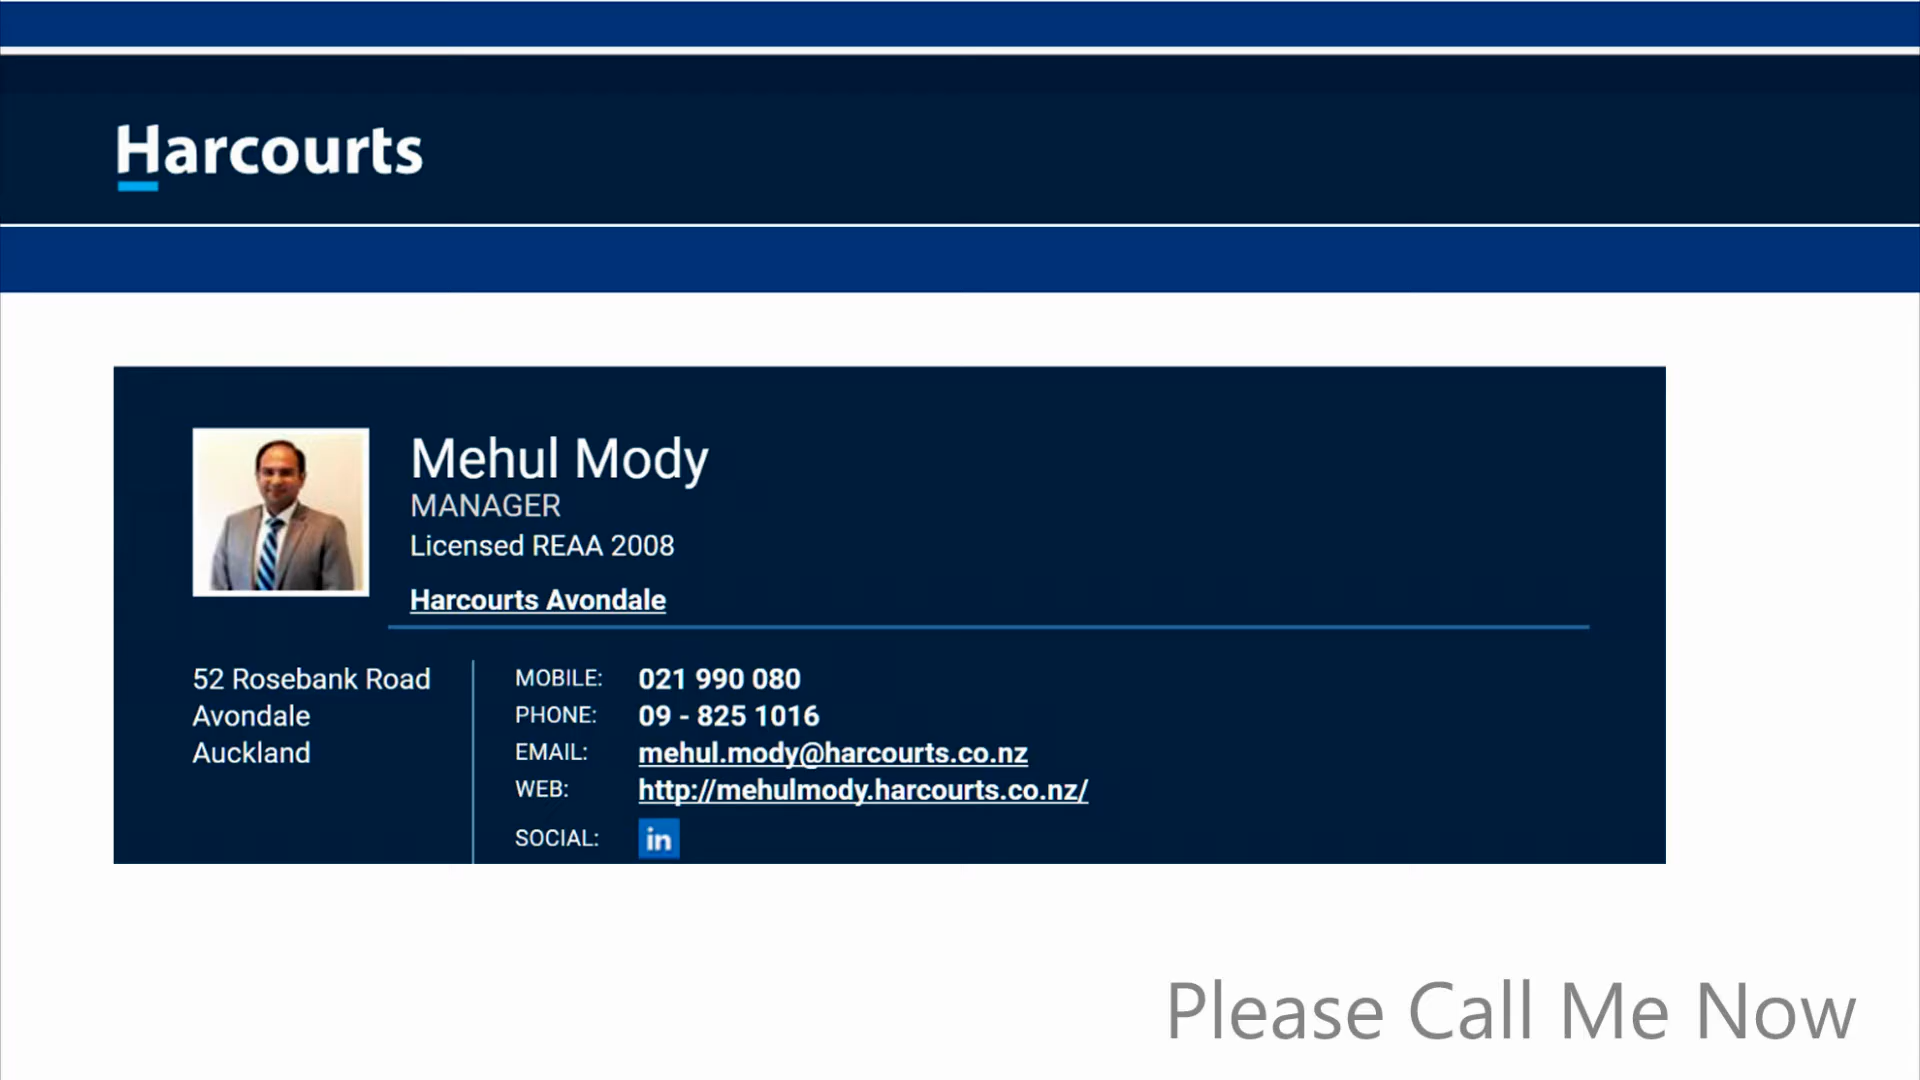 Harcourts
Mehul Mody
MANAGER
Licensed REAA 2008
Harcourts Avondale
52 Rosebank Road
Avondale
Auckland
MOBILE: 021 990 080
PHONE: 09 - 825 1016
EMAIL: mehul.mody@harcourts.co.nz
WEB: http://mehulmody.harcourts.co.nz/
SOCIAL: in
Please Call Me Now